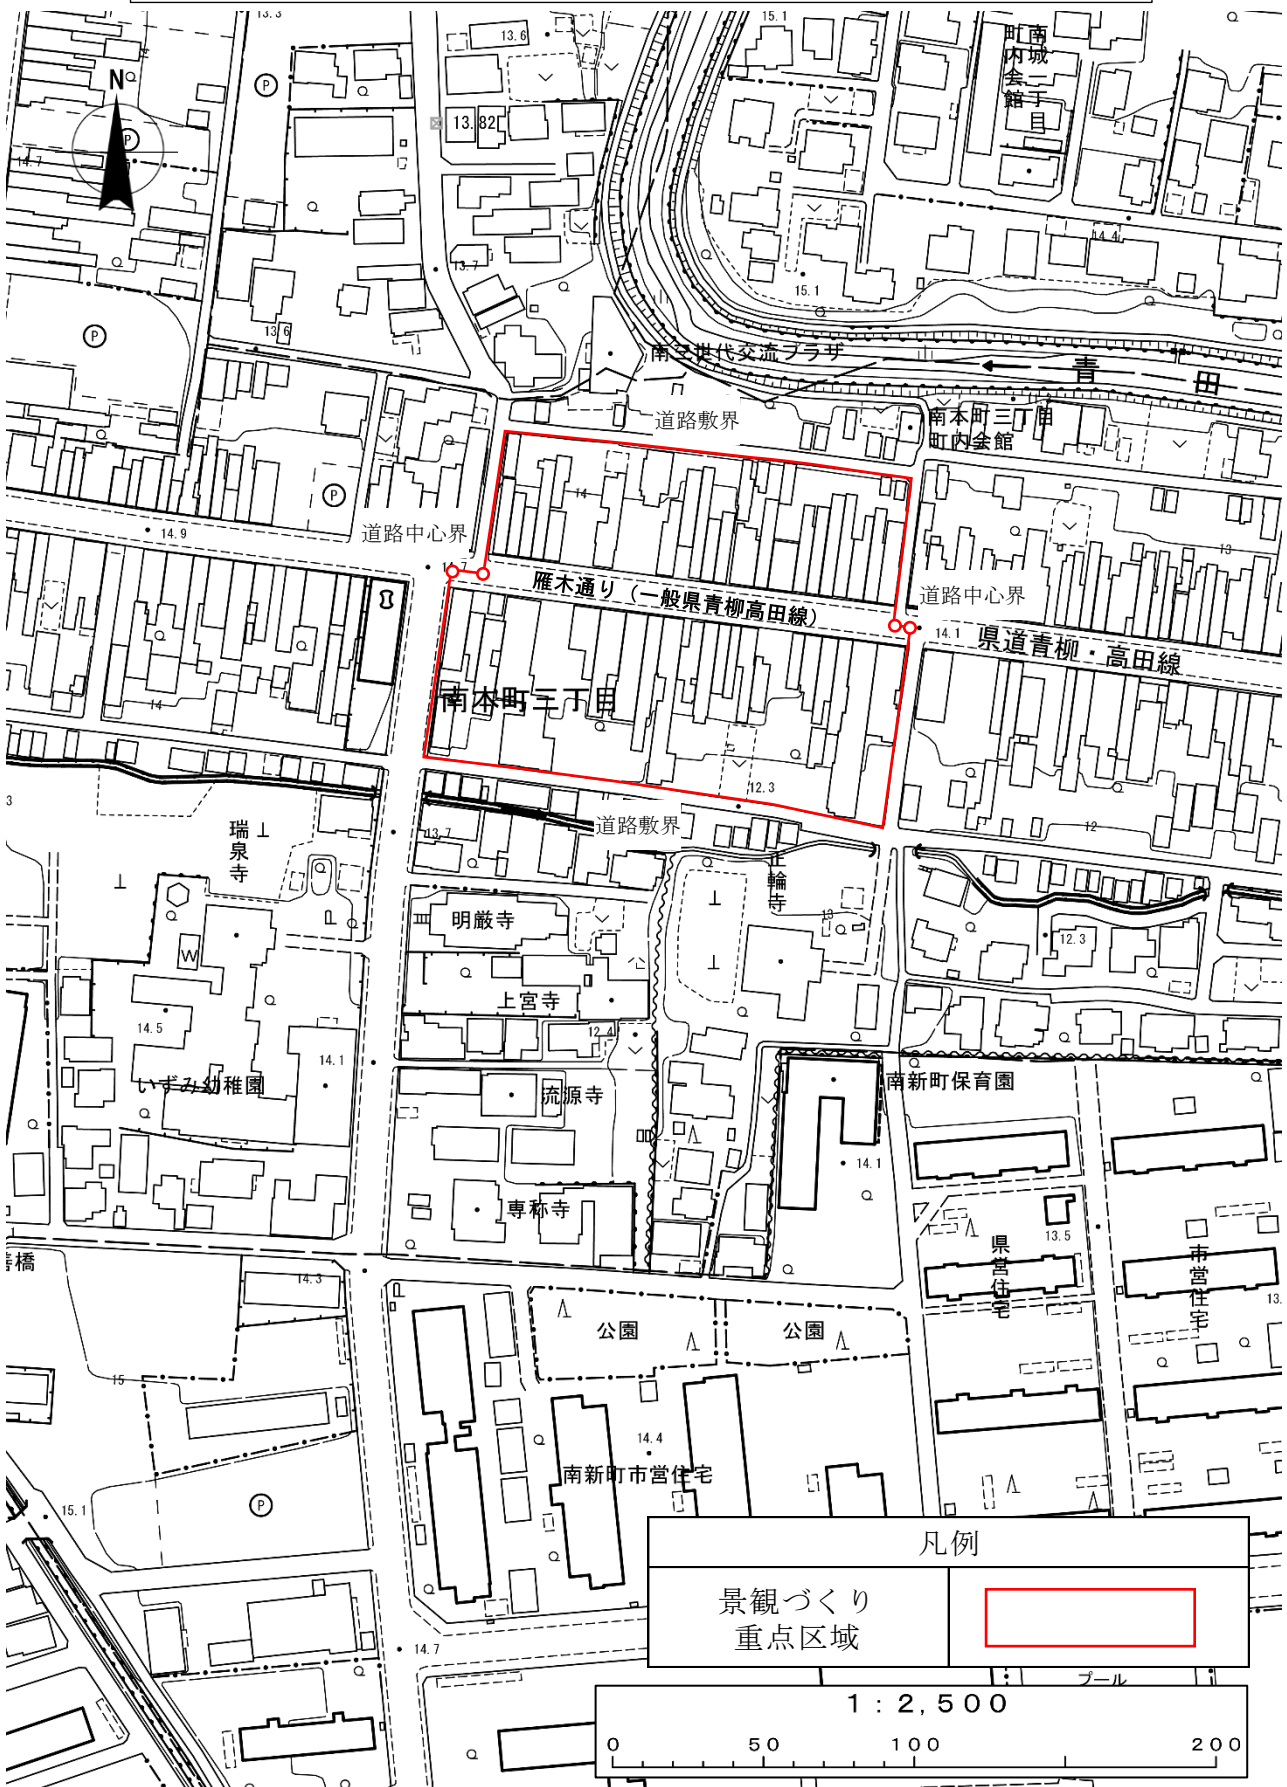 13.3
15.1
13.6
南城二丁目
町内会館
N
P
P
13.82
14.7
14.4
13.7
15.1
13.6
P
南三世代交流プラザ
青田
道路敷界
南本町三丁目
町内会館
14
P
道路中心界
14.9
13
14.7
雁木通り（一般県青柳高田線）
道路中心界
14.1
県道青柳・高田線
南本町三丁目
14
12.3
道路敷界
13.7
12
3
瑞泉寺
正輪寺
明厳寺
13
12.3
W
上宮寺
14.5
12.4
14.1
いずみ幼稚園
流源寺
南新町保育園
14.1
専称寺
13.5
県営住宅
市営住宅
善橋
14.3
13.
公園
公園
15
14.4
南新町市営住宅
P
15.1
凡例
景観づくり
重点区域
14.7
プール
1：2,500
0 50 100 200